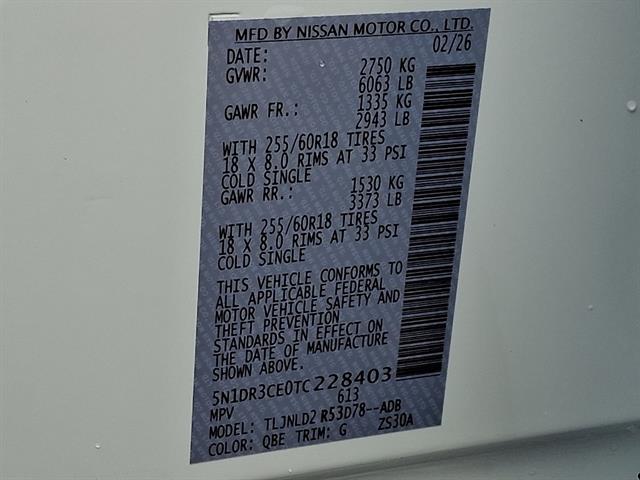 MFD BY NISSAN MOTOR CO., LTD.
DATE: 02/26
GVWR: 2750 KG
6063 LB
GAWR FR.: 1335 KG
2943 LB
WITH 255/60R18 TIRES
18 X 8.0 RIMS AT 33 PSI
COLD SINGLE
GAWR RR.: 1530 KG
3373 LB
WITH 255/60R18 TIRES
18 X 8.0 RIMS AT 33 PSI
COLD SINGLE
THIS VEHICLE CONFORMS TO
ALL APPLICABLE FEDERAL
MOTOR VEHICLE SAFETY AND
THEFT PREVENTION
STANDARDS IN EFFECT ON
THE DATE OF MANUFACTURE
SHOWN ABOVE.
5N1DR3CE0TC228403
MPV 613
MODEL: TLJNLD2 R53D78--ADB
COLOR: QBE TRIM: G ZS30A